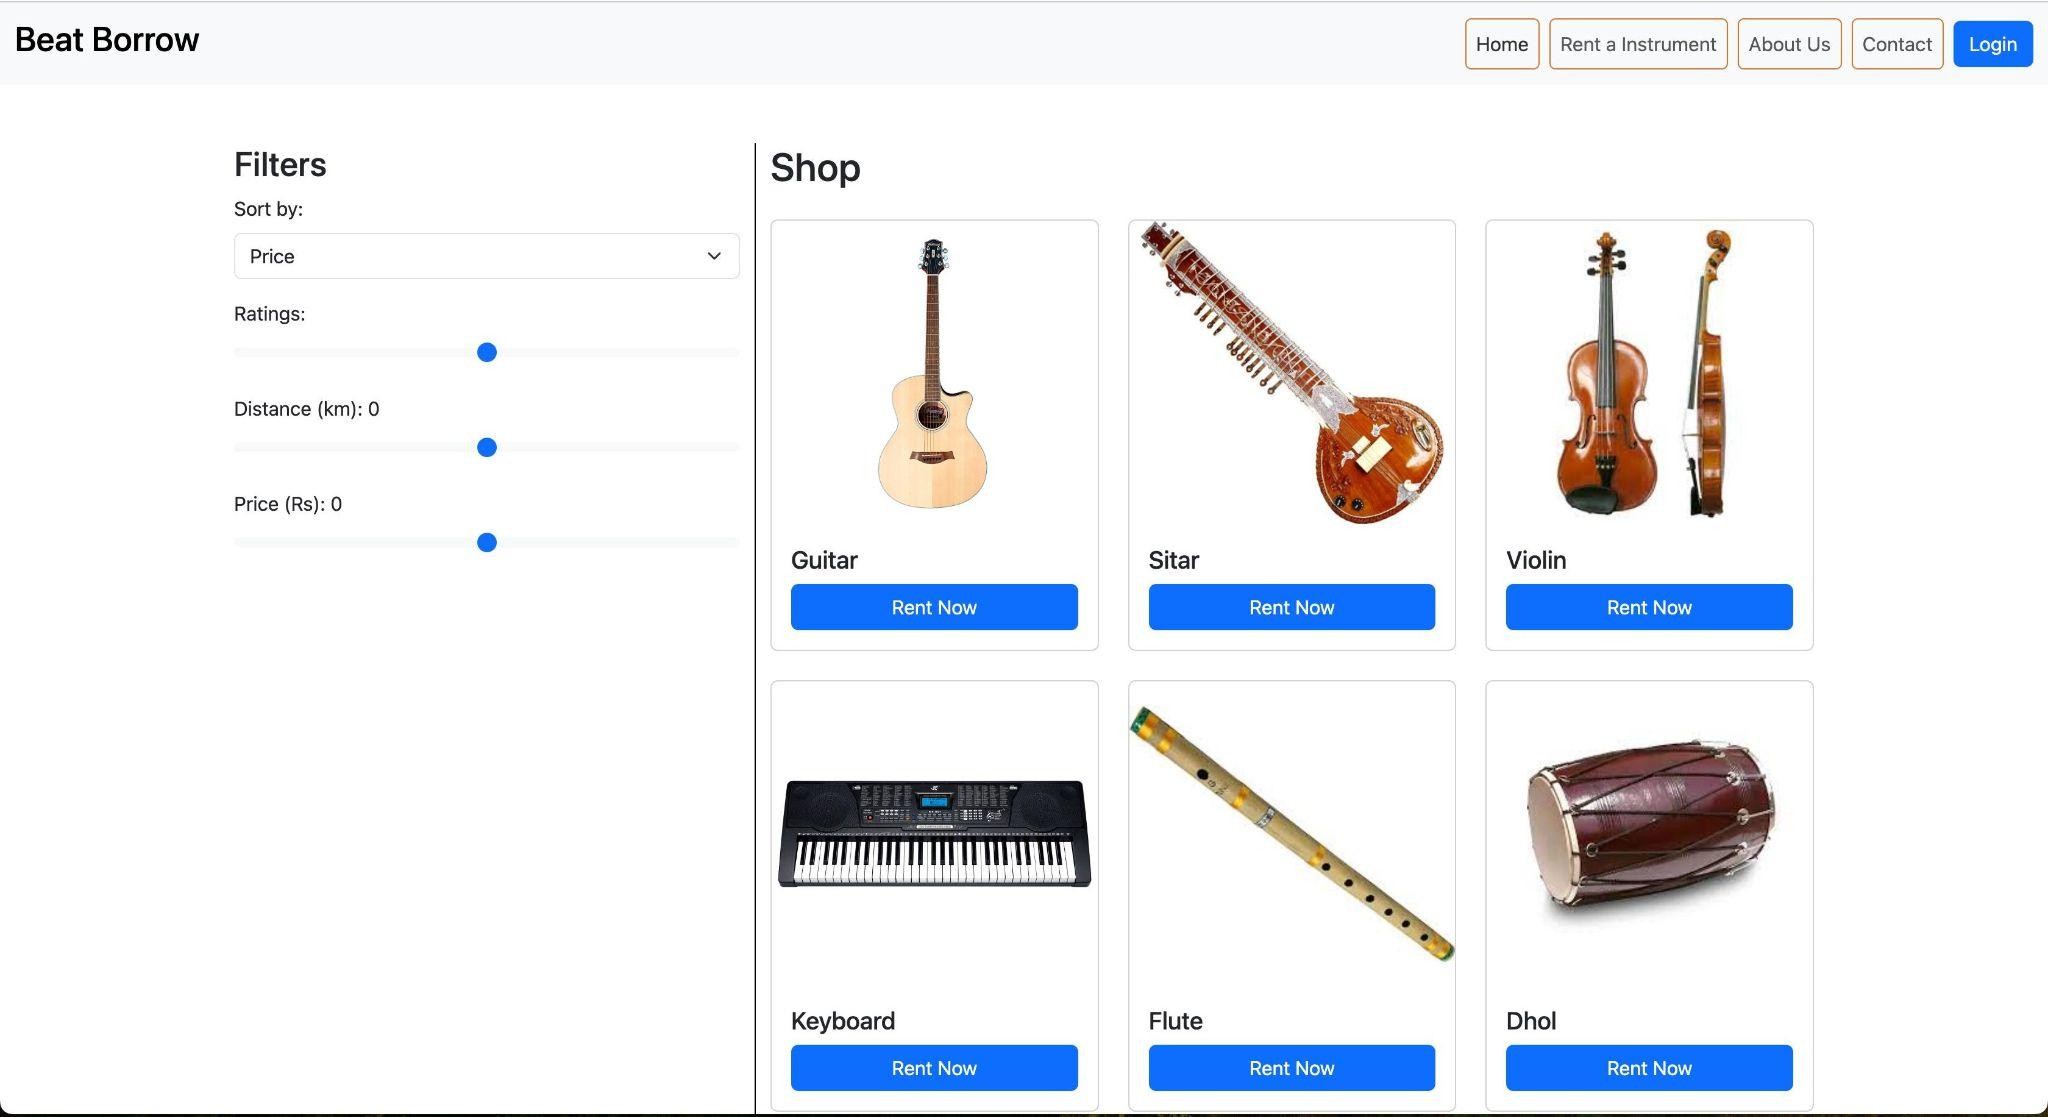 Beat Borrow
Home
Rent a Instrument
About Us
Contact
Login
Filters
Sort by:
Price
Ratings:
Distance (km): 0
Price (Rs): 0
Shop
Guitar
Rent Now
Sitar
Rent Now
Violin
Rent Now
Keyboard
Rent Now
Flute
Rent Now
Dhol
Rent Now